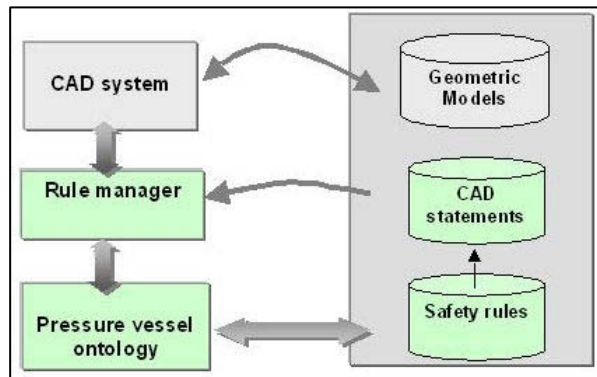 CAD system
Geometric
Models
Rule manager
CAD
statements
Pressure vessel
ontology
Safety rules